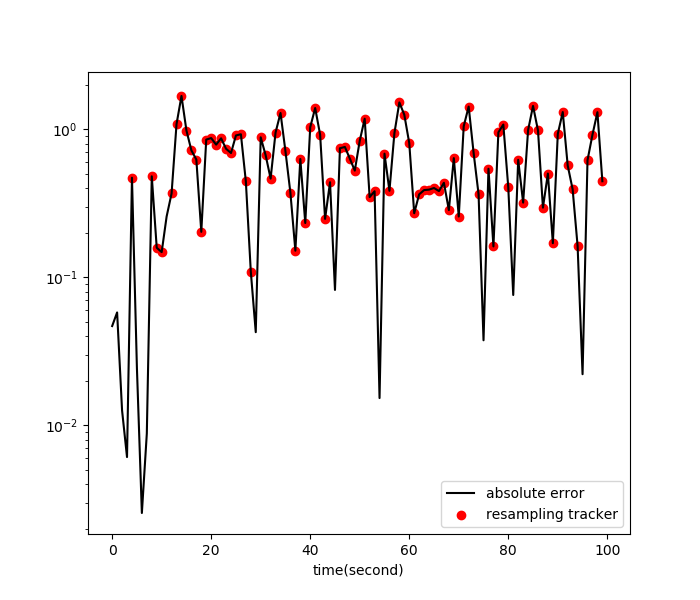 10⁰
10⁻¹
10⁻²
absolute error
resampling tracker
0 20 40 60 80 100
time(second)